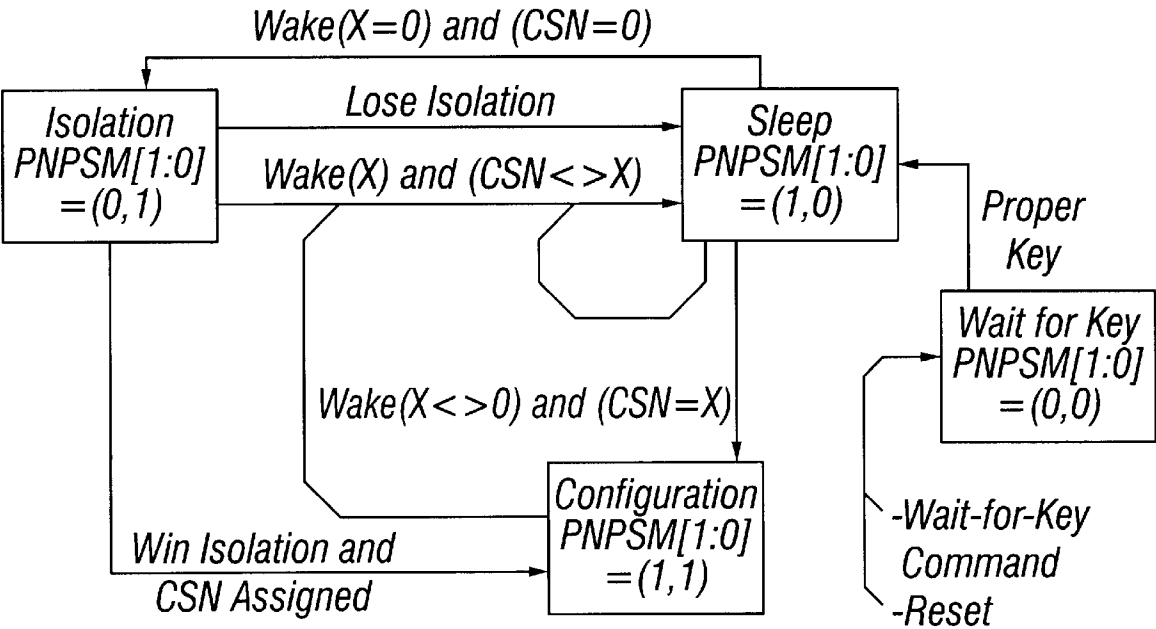 Wake(X=0) and (CSN=0)
Isolation
PNPSM[1:0]
=(0,1)
Lose Isolation
Sleep
PNPSM[1:0]
=(1,0)
Wake(X) and (CSN<>X)
Proper
Key
Wait for Key
PNPSM[1:0]
=(0,0)
Wake(X<>0) and (CSN=X)
Configuration
PNPSM[1:0]
=(1,1)
-Wait-for-Key
Command
-Reset
Win Isolation and
CSN Assigned